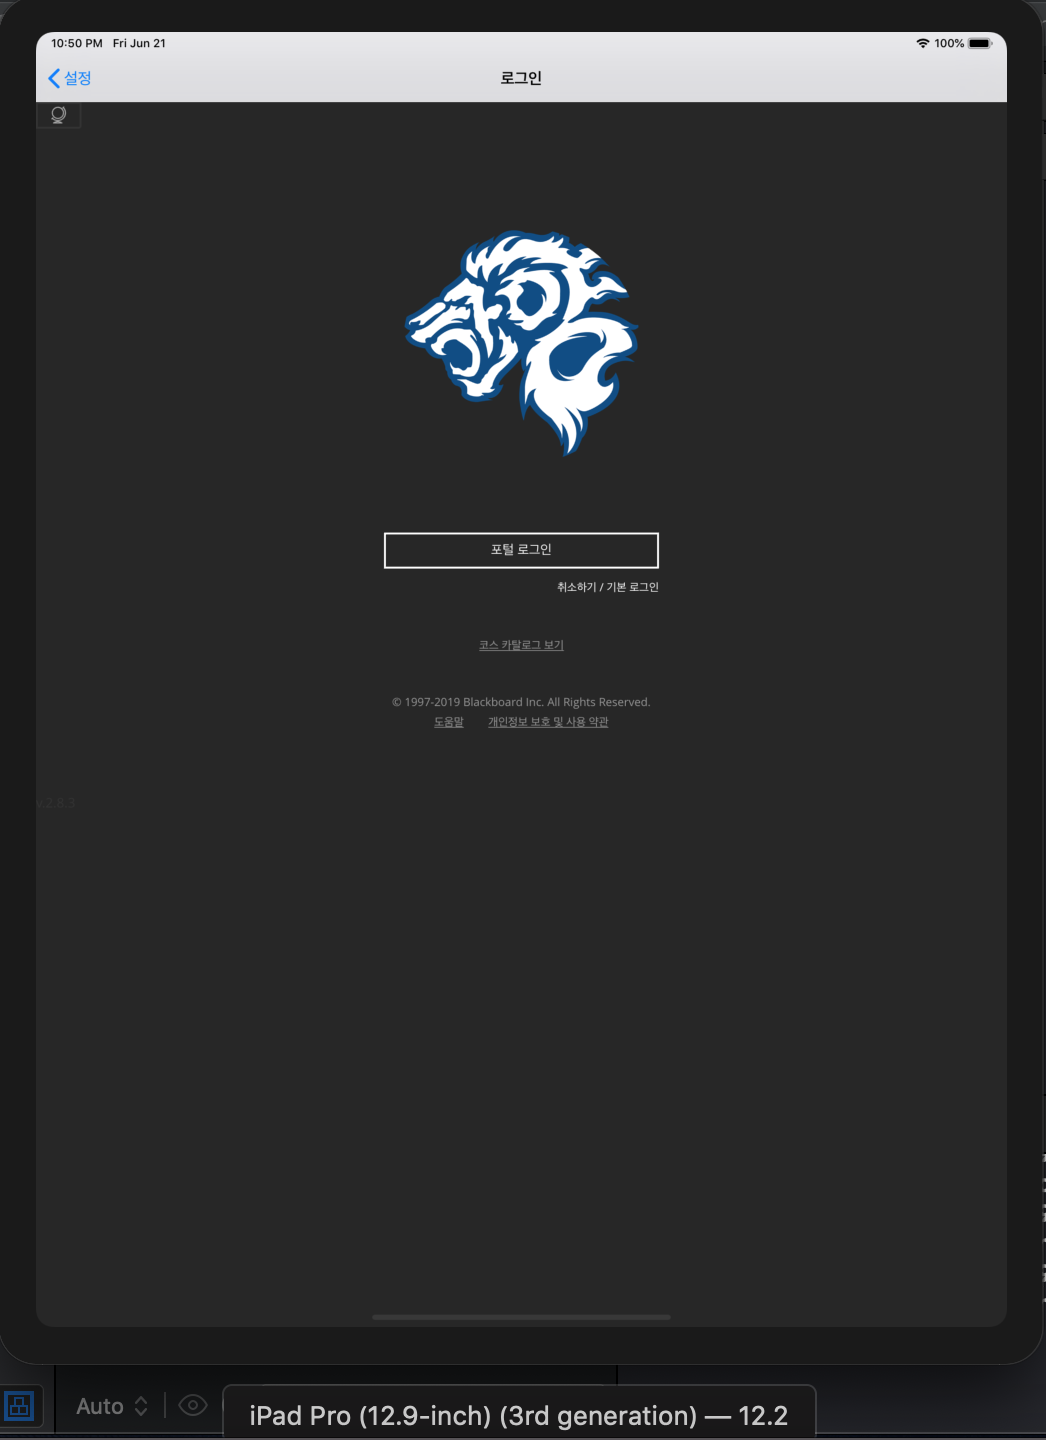 10:50 PM Fri Jun 21 100%
설정 로그인
포털 로그인
취소하기 / 기본 로그인
코스 카탈로그 보기
© 1997-2019 Blackboard Inc. All Rights Reserved.
도움말 개인정보 보호 및 사용 약관
v.2.8.3
Auto
iPad Pro (12.9-inch) (3rd generation) — 12.2